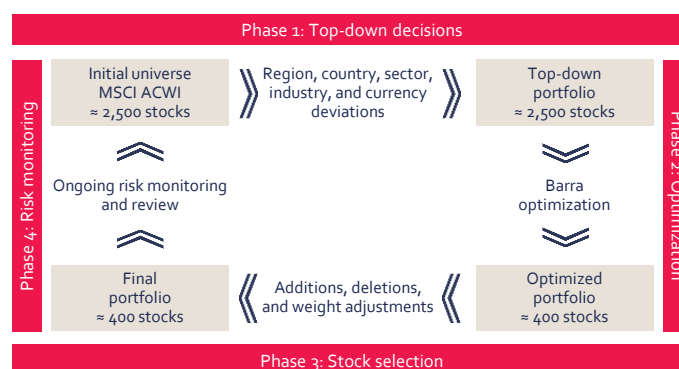 Phase 1: Top-down decisions
Initial universe
MSCI ACWI
≈ 2,500 stocks
Region, country, sector,
industry, and currency
deviations
Top-down
portfolio
≈ 2,500 stocks
Phase 4: Risk monitoring
Phase 2: Optimization
Ongoing risk monitoring
and review
Barra
optimization
Final
portfolio
≈ 400 stocks
Additions, deletions,
and weight adjustments
Optimized
portfolio
≈ 400 stocks
Phase 3: Stock selection